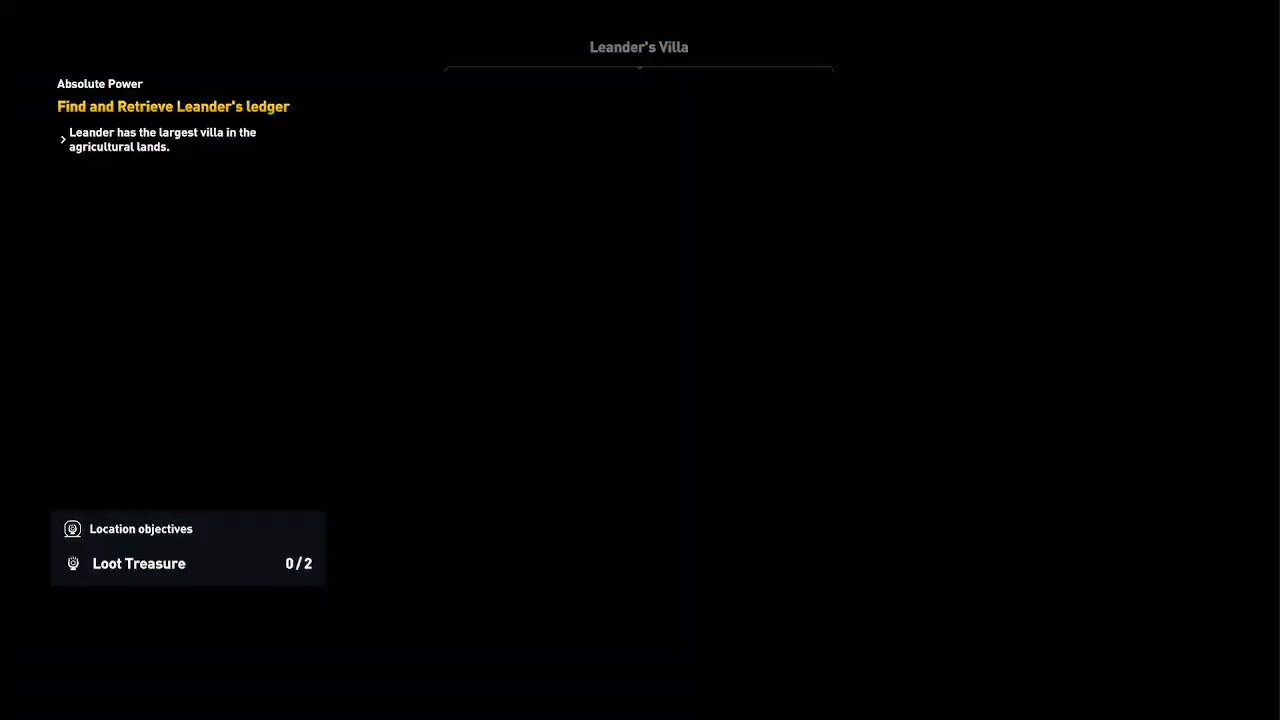 Leander's Villa
Absolute Power
Find and Retrieve Leander's ledger
Leander has the largest villa in the
agricultural lands.
Location objectives
Loot Treasure 0/2